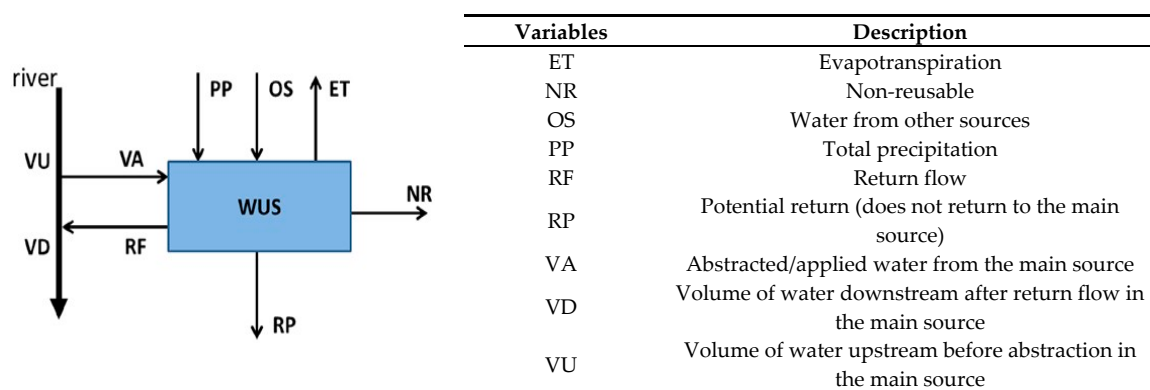 river
PP OS ET
VU VA
WUS NR
VD RF
RP
Variables Description
ET Evapotranspiration
NR Non-reusable
OS Water from other sources
PP Total precipitation
RF Return flow
RP Potential return (does not return to the main
source)
VA Abstracted/applied water from the main source
VD Volume of water downstream after return flow in
the main source
VU Volume of water upstream before abstraction in
the main source